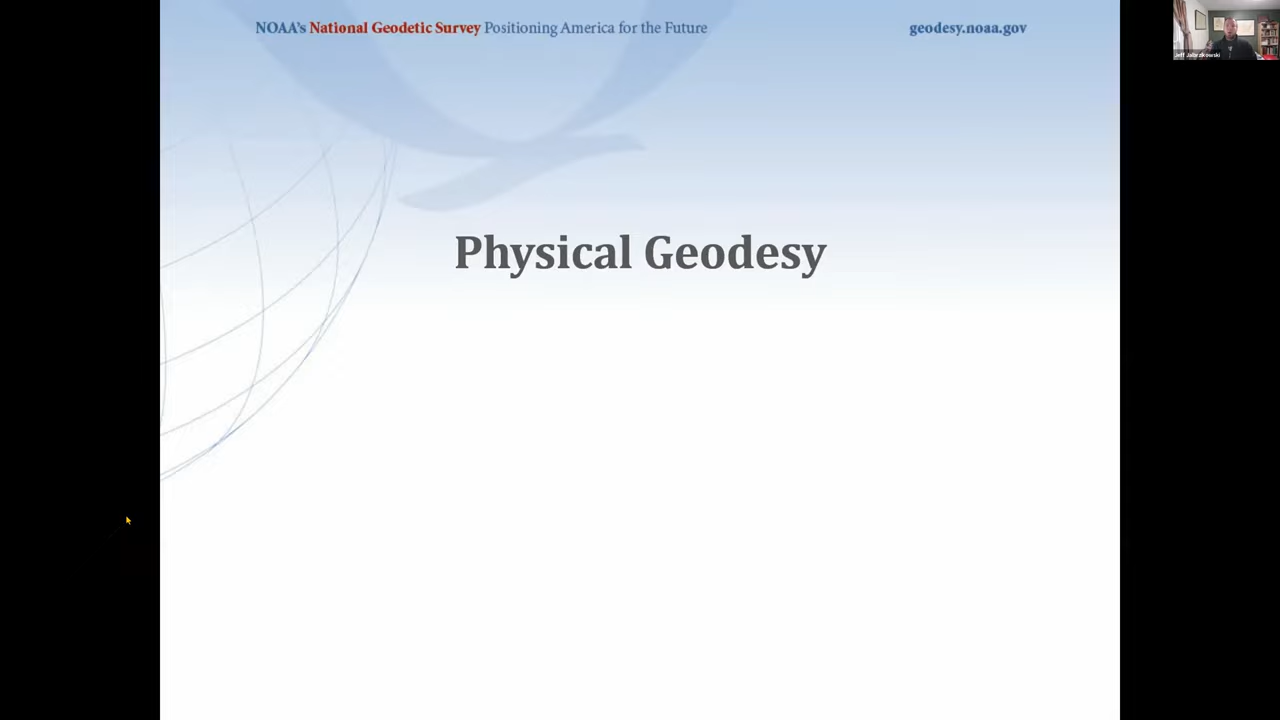 NOAA's National Geodetic Survey Positioning America for the Future
geodesy.noaa.gov
Physical Geodesy